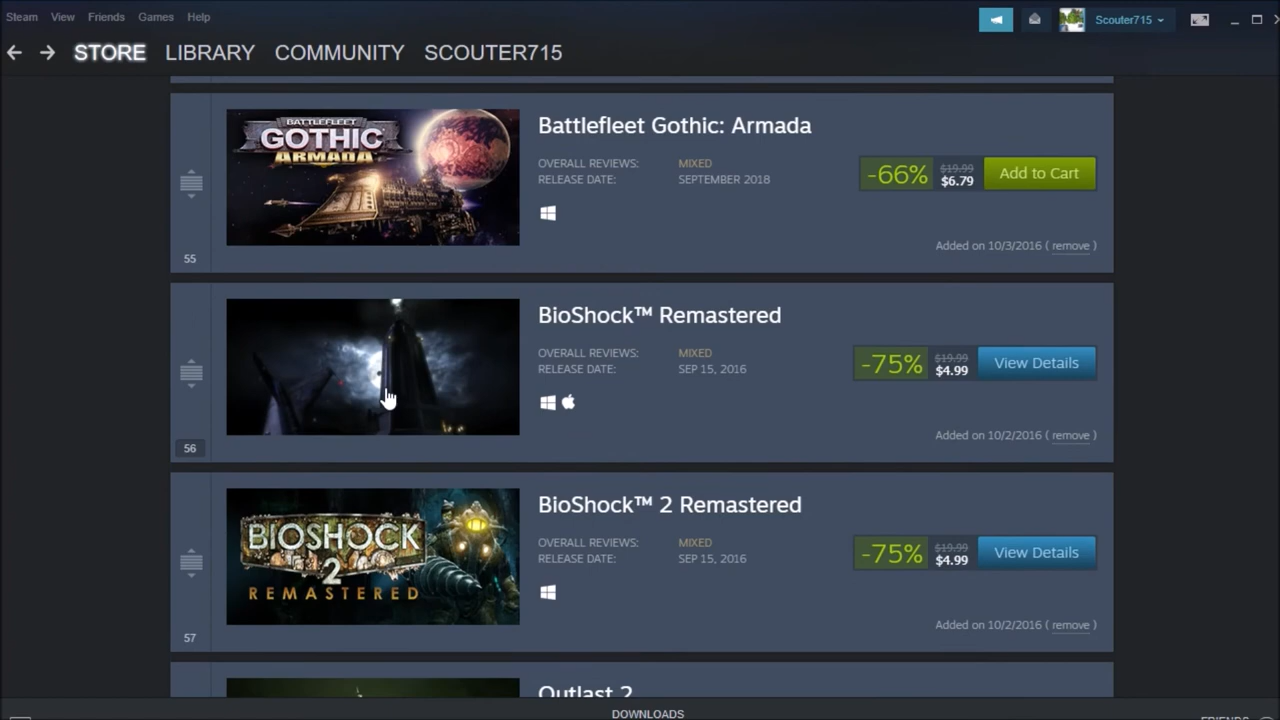 Steam View Friends Games Help
Scouter715
STORE LIBRARY COMMUNITY SCOUTER715
BATTLEFLEET
GOTHIC
ARMADA
Battlefleet Gothic: Armada
OVERALL REVIEWS: MIXED
RELEASE DATE: SEPTEMBER 2018
-66% $19.99 $6.79 Add to Cart
Added on 10/3/2016 ( remove )
55
BioShock™ Remastered
OVERALL REVIEWS: MIXED
RELEASE DATE: SEP 15, 2016
-75% $19.99 $4.99 View Details
Added on 10/2/2016 ( remove )
56
BIOSHOCK
2
REMASTERED
BioShock™ 2 Remastered
OVERALL REVIEWS: MIXED
RELEASE DATE: SEP 15, 2016
-75% $19.99 $4.99 View Details
Added on 10/2/2016 ( remove )
57
Outlast 2
DOWNLOADS